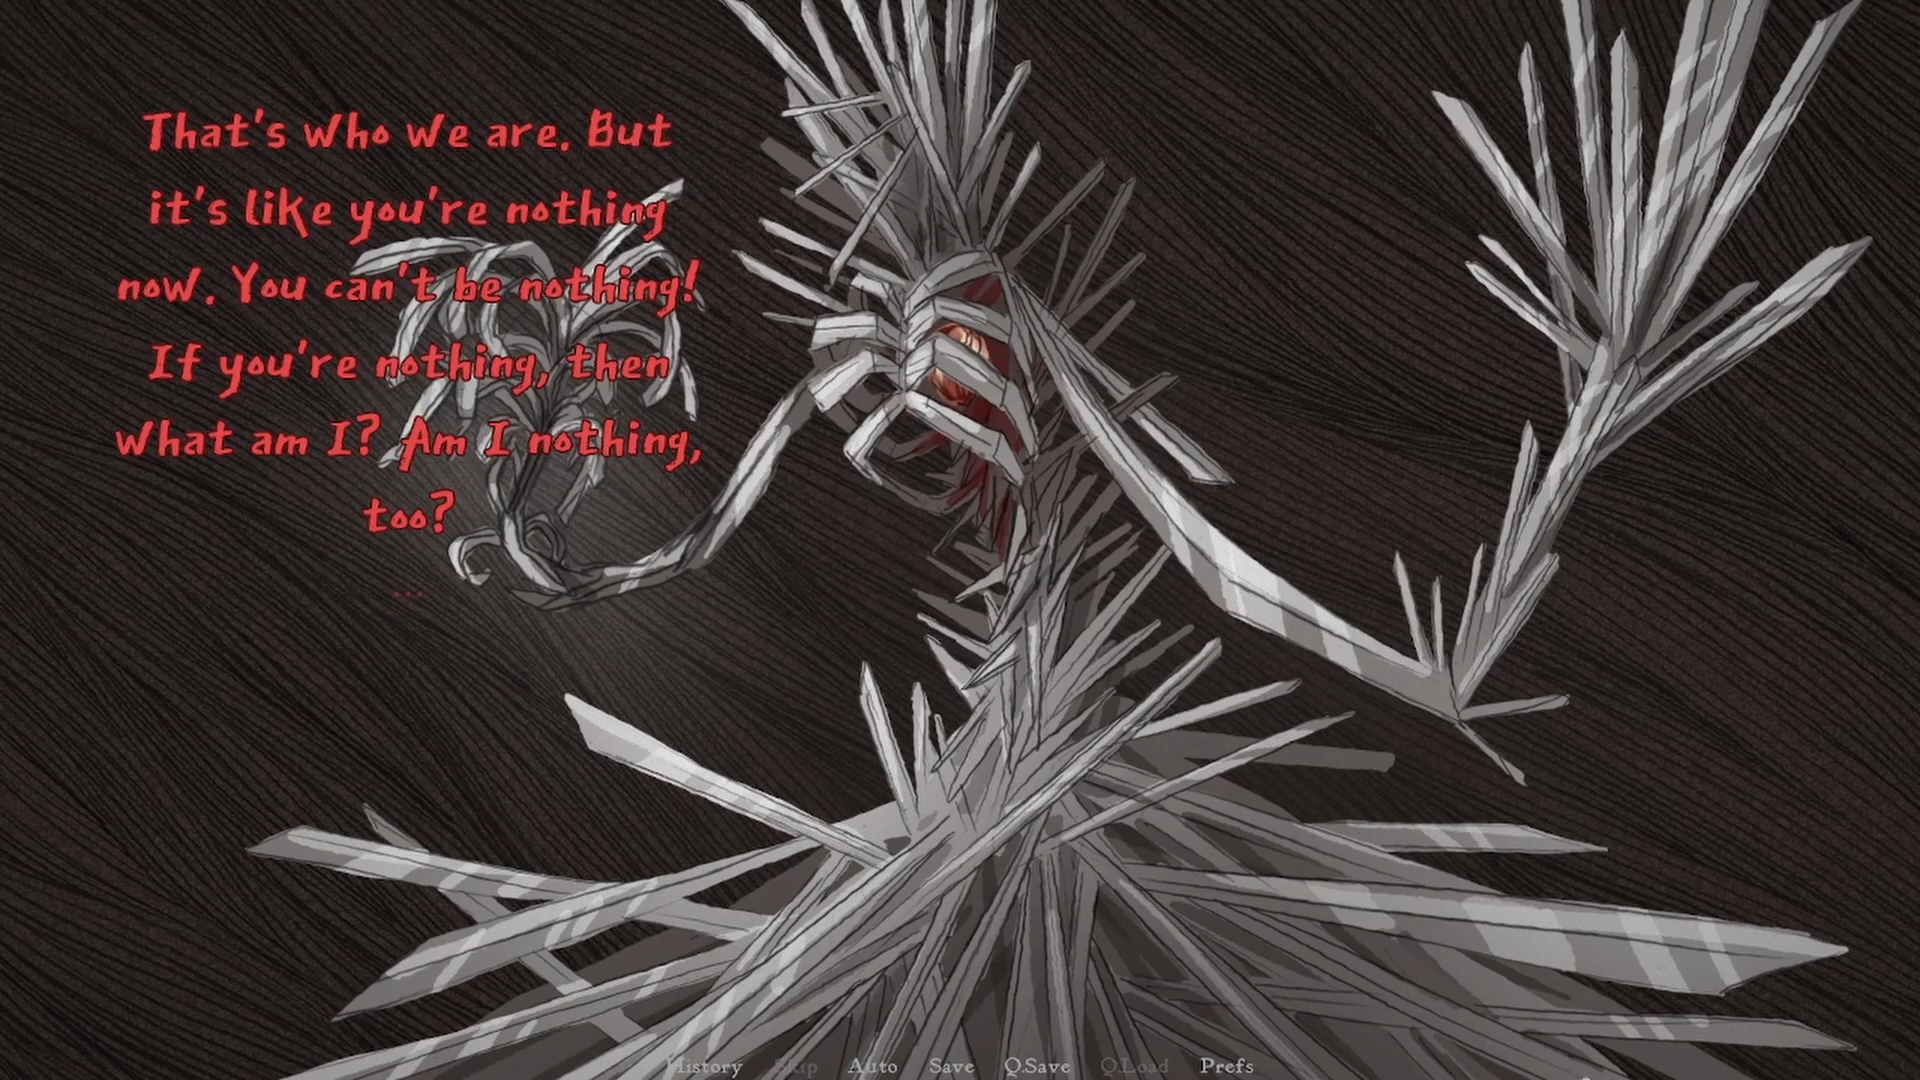 That's who we are. But
it's like you're nothing
now. You can't be nothing!
If you're nothing, then
what am I? Am I nothing,
too?
...
History Skip Auto Save Q.Save Q.Load Prefs